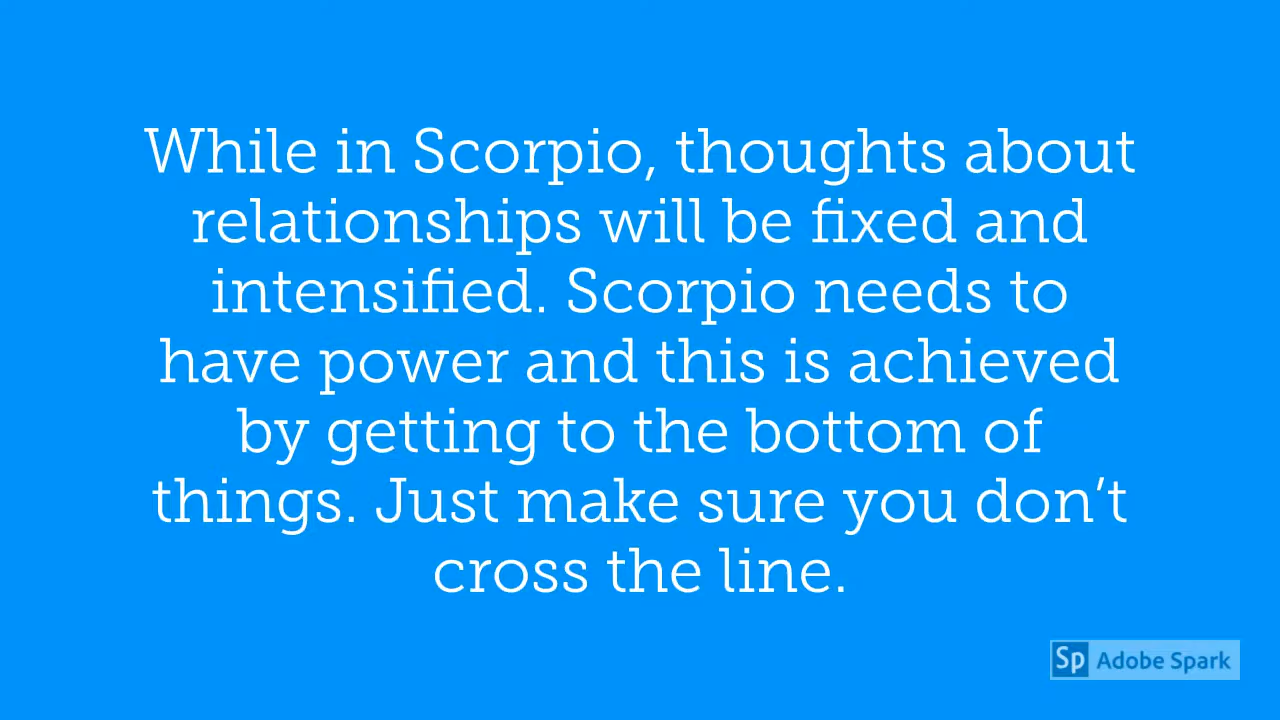 While in Scorpio, thoughts about
relationships will be fixed and
intensified. Scorpio needs to
have power and this is achieved
by getting to the bottom of
things. Just make sure you don’t
cross the line.
Sp Adobe Spark